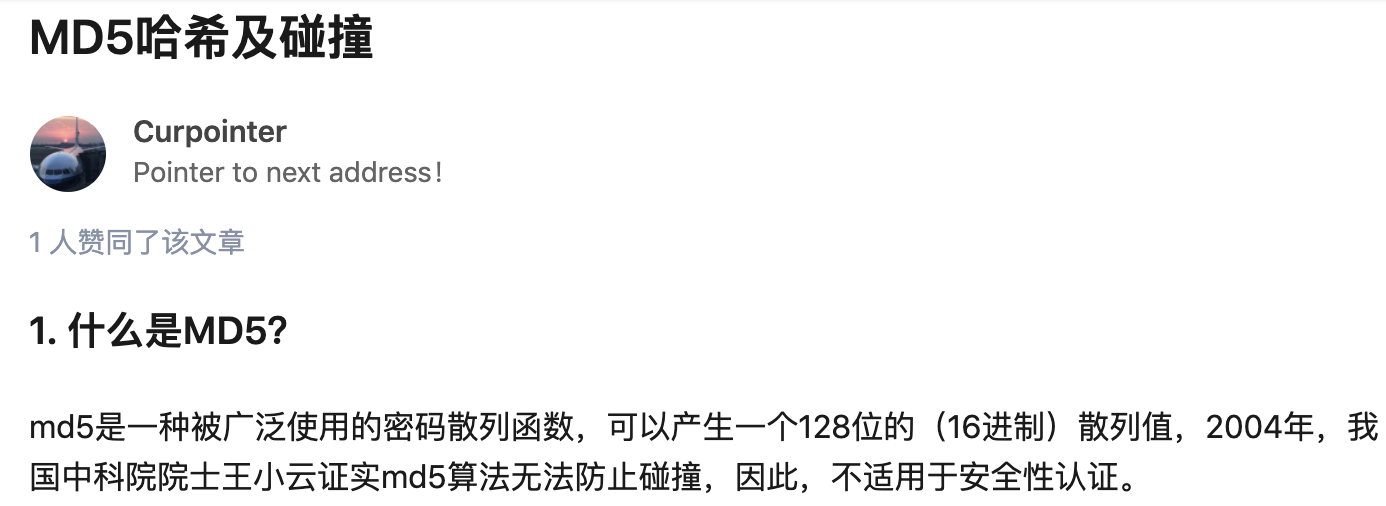 MD5哈希及碰撞
Curpointer
Pointer to next address！
1 人赞同了该文章
1. 什么是MD5?
md5是一种被广泛使用的密码散列函数，可以产生一个128位的（16进制）散列值，2004年，我
国中科院院士王小云证实md5算法无法防止碰撞，因此，不适用于安全性认证。